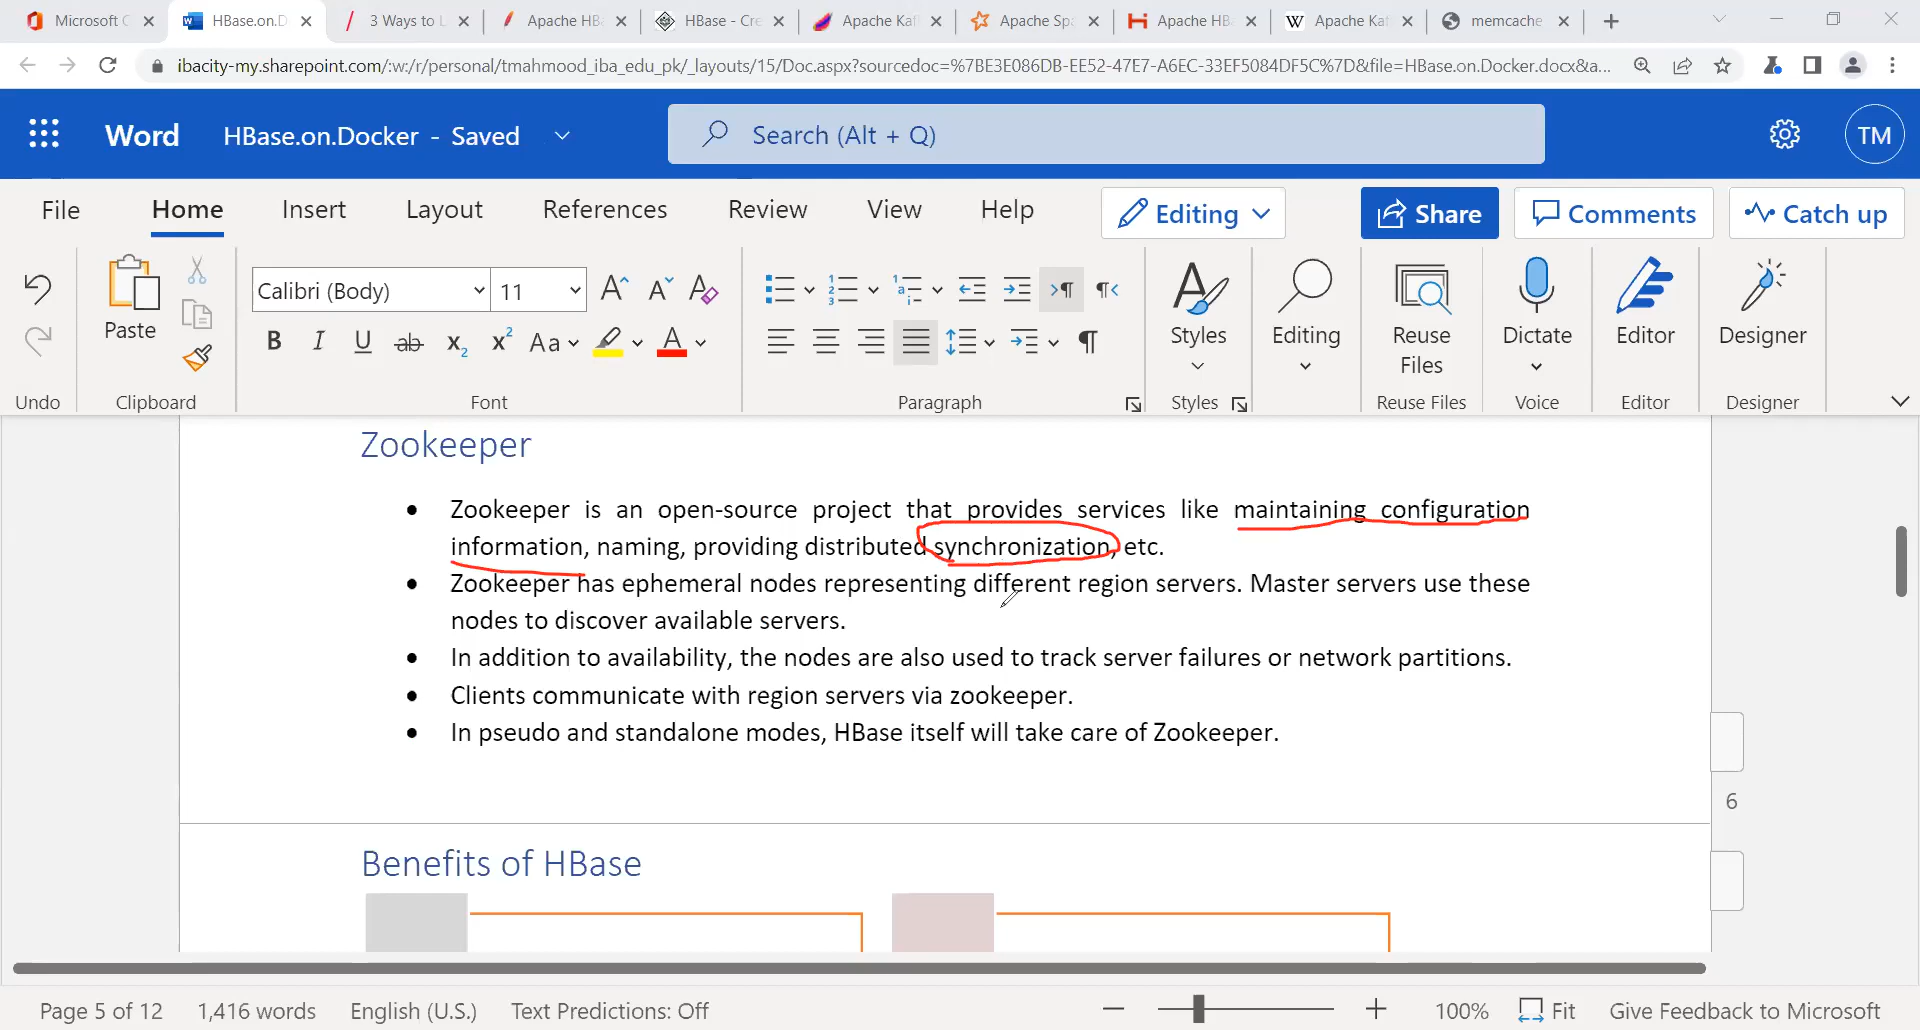 Microsoft O
HBase.on.D
3 Ways to L
Apache HBa
HBase - Cre
Apache Kaf
Apache Spa
Apache HBa
Apache Kaf
memcache
ibacity-my.sharepoint.com/:w:/r/personal/tmahmood_iba_edu_pk/_layouts/15/Doc.aspx?sourcedoc=%7BE3E086DB-EE52-47E7-A6EC-33EF5084DF5C%7D&file=HBase.on.Docker.docx&a...
Word HBase.on.Docker - Saved
Search (Alt + Q)
TM
File Home Insert Layout References Review View Help
Editing Share Comments Catch up
Calibri (Body) 11
Paste
Styles Editing Reuse Files Dictate Editor Designer
Undo Clipboard Font Paragraph Styles Reuse Files Voice Editor Designer
Zookeeper
• Zookeeper is an open-source project that provides services like maintaining configuration
information, naming, providing distributed synchronization, etc.
• Zookeeper has ephemeral nodes representing different region servers. Master servers use these
nodes to discover available servers.
• In addition to availability, the nodes are also used to track server failures or network partitions.
• Clients communicate with region servers via zookeeper.
• In pseudo and standalone modes, HBase itself will take care of Zookeeper.
6
Benefits of HBase
Page 5 of 12 1,416 words English (U.S.) Text Predictions: Off
100% Fit Give Feedback to Microsoft